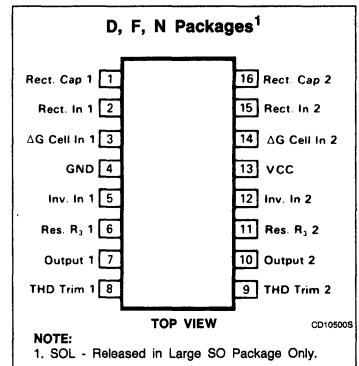 D, F, N Packages¹
Rect. Cap 1 1 16 Rect. Cap 2
Rect. In 1 2 15 Rect. In 2
ΔG Cell In 1 3 14 ΔG Cell In 2
GND 4 13 VCC
Inv. In 1 5 12 Inv. In 2
Res. R₃ 1 6 11 Res. R₃ 2
Output 1 7 10 Output 2
THD Trim 1 8 9 THD Trim 2
TOP VIEW
CD10500S
NOTE:
1. SOL - Released in Large SO Package Only.